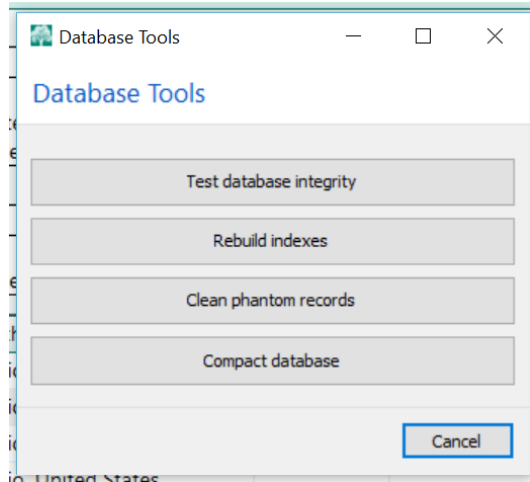 Database Tools
Database Tools
Test database integrity
Rebuild indexes
Clean phantom records
Compact database
Cancel
United States